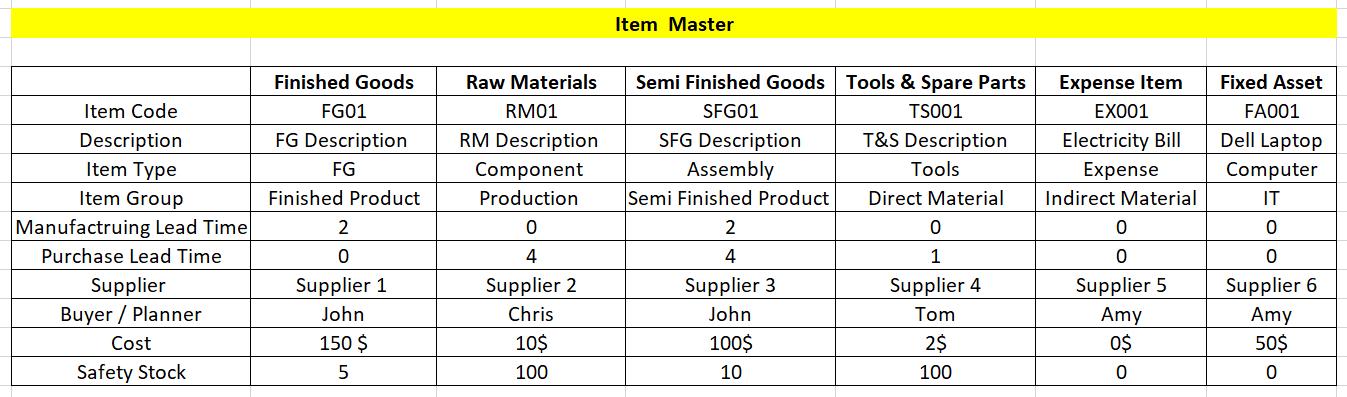 Item  Master
Finished Goods Raw Materials Semi Finished Goods Tools & Spare Parts Expense Item Fixed Asset
Item Code FG01 RM01 SFG01 TS001 EX001 FA001
Description FG Description RM Description SFG Description T&S Description Electricity Bill Dell Laptop
Item Type FG Component Assembly Tools Expense Computer
Item Group Finished Product Production Semi Finished Product Direct Material Indirect Material IT
Manufactruing Lead Time 2 0 2 0 0 0
Purchase Lead Time 0 4 4 1 0 0
Supplier Supplier 1 Supplier 2 Supplier 3 Supplier 4 Supplier 5 Supplier 6
Buyer / Planner John Chris John Tom Amy Amy
Cost 150 $ 10$ 100$ 2$ 0$ 50$
Safety Stock 5 100 10 100 0 0